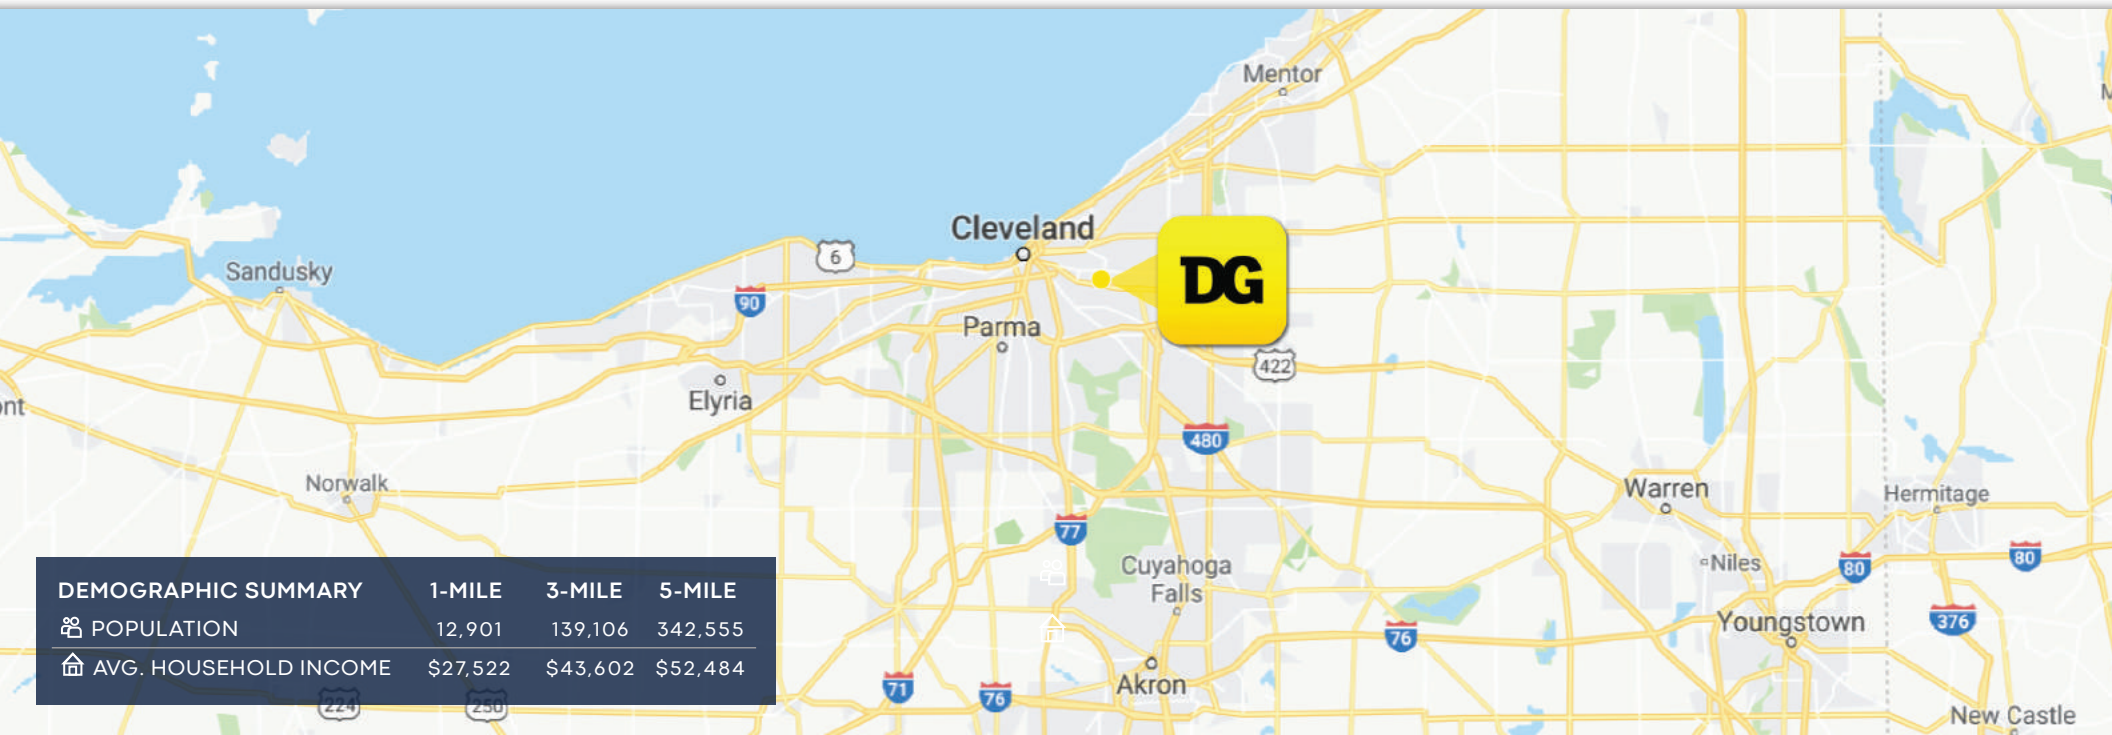 Mentor
Cleveland
6
Sandusky
DG
90
Parma
422
Elyria
480
Norwalk
Warren
Hermitage
77
Cuyahoga
Falls
Niles
80
80
DEMOGRAPHIC SUMMARY 1-MILE 3-MILE 5-MILE
POPULATION 12,901 139,106 342,555
AVG. HOUSEHOLD INCOME $27,522 $43,602 $52,484
Youngstown
376
76
Akron
71
76
224
250
New Castle